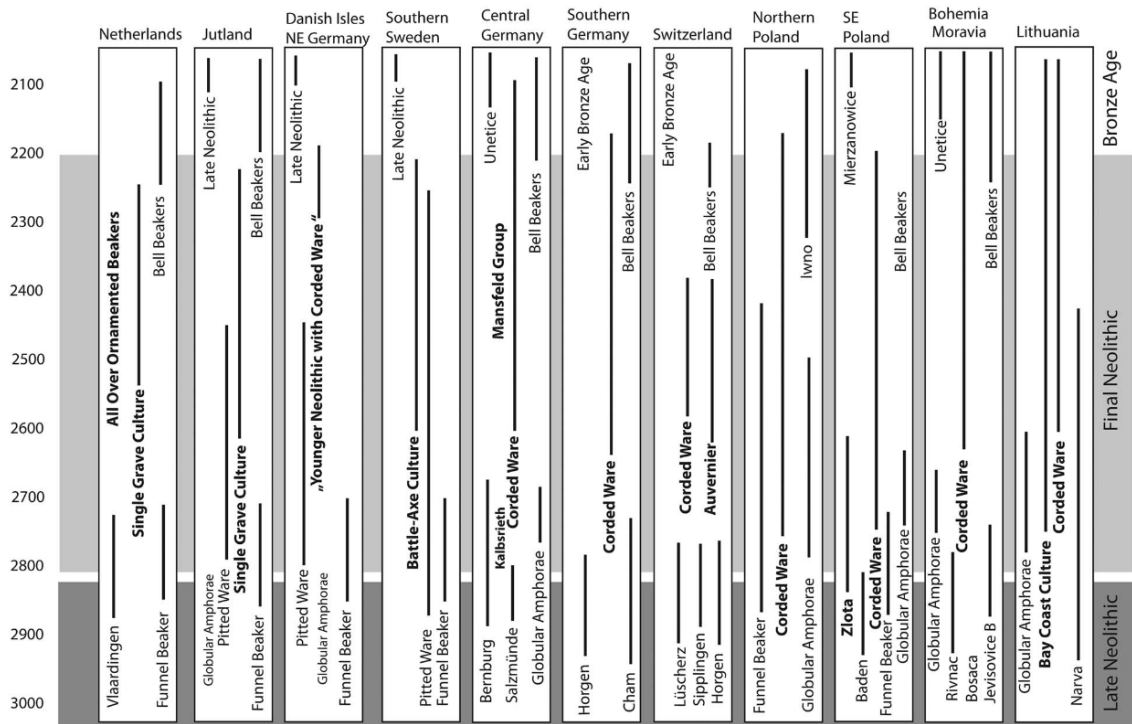 Netherlands
Jutland
Danish Isles
NE Germany
Southern
Sweden
Central
Germany
Southern
Germany
Switzerland
Northern
Poland
SE
Poland
Bohemia
Moravia
Lithuania
2100
2200
2300
2400
2500
2600
2700
2800
2900
3000
Vlaardingen
All Over Ornamented Beakers
Single Grave Culture
Bell Beakers
Funnel Beaker
Late Neolithic
Globular Amphorae
Pitted Ware
Single Grave Culture
Bell Beakers
Funnel Beaker
Late Neolithic
Pitted Ware
„Younger Neolithic with Corded Ware“
Globular Amphorae
Funnel Beaker
Late Neolithic
Battle-Axe Culture
Pitted Ware
Funnel Beaker
Unetice
Bernburg
Mansfeld Group
Kalbsrieth
Corded Ware
Salzmünde
Bell Beakers
Globular Amphorae
Early Bronze Age
Horgen
Corded Ware
Bell Beakers
Cham
Early Bronze Age
Lüscherz
Corded Ware
Sipplingen
Bell Beakers
Auvernier
Horgen
Funnel Beaker
Corded Ware
Iwno
Globular Amphorae
Mierzanowice
Zlota
Baden
Corded Ware
Funnel Beaker
Bell Beakers
Globular Amphorae
Unetice
Globular Amphorae
Rivnac
Corded Ware
Bosaca
Bell Beakers
Jevisovice B
Globular Amphorae
Bay Coast Culture
Corded Ware
Narva
Bronze Age
Final Neolithic
Late Neolithic